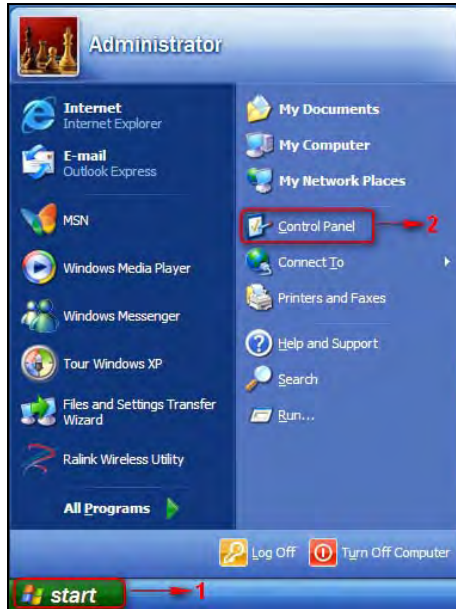 Administrator
Internet
Internet Explorer
E-mail
Outlook Express
MSN
Windows Media Player
Windows Messenger
Tour Windows XP
Files and Settings Transfer
Wizard
Ralink Wireless Utility
All Programs
My Documents
My Computer
My Network Places
Control Panel
2
Connect To
Printers and Faxes
Help and Support
Search
Run...
Log Off
Turn Off Computer
start
1